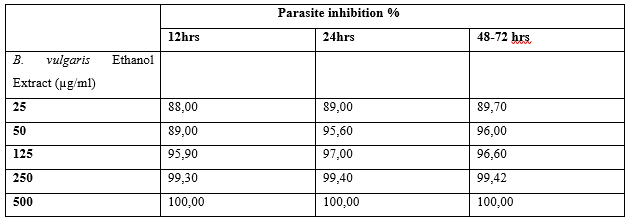 Parasite inhibition %
12hrs 24hrs 48-72 hrs
B. vulgaris Ethanol
Extract (µg/ml)
25 88,00 89,00 89,70
50 89,00 95,60 96,00
125 95,90 97,00 96,60
250 99,30 99,40 99,42
500 100,00 100,00 100,00